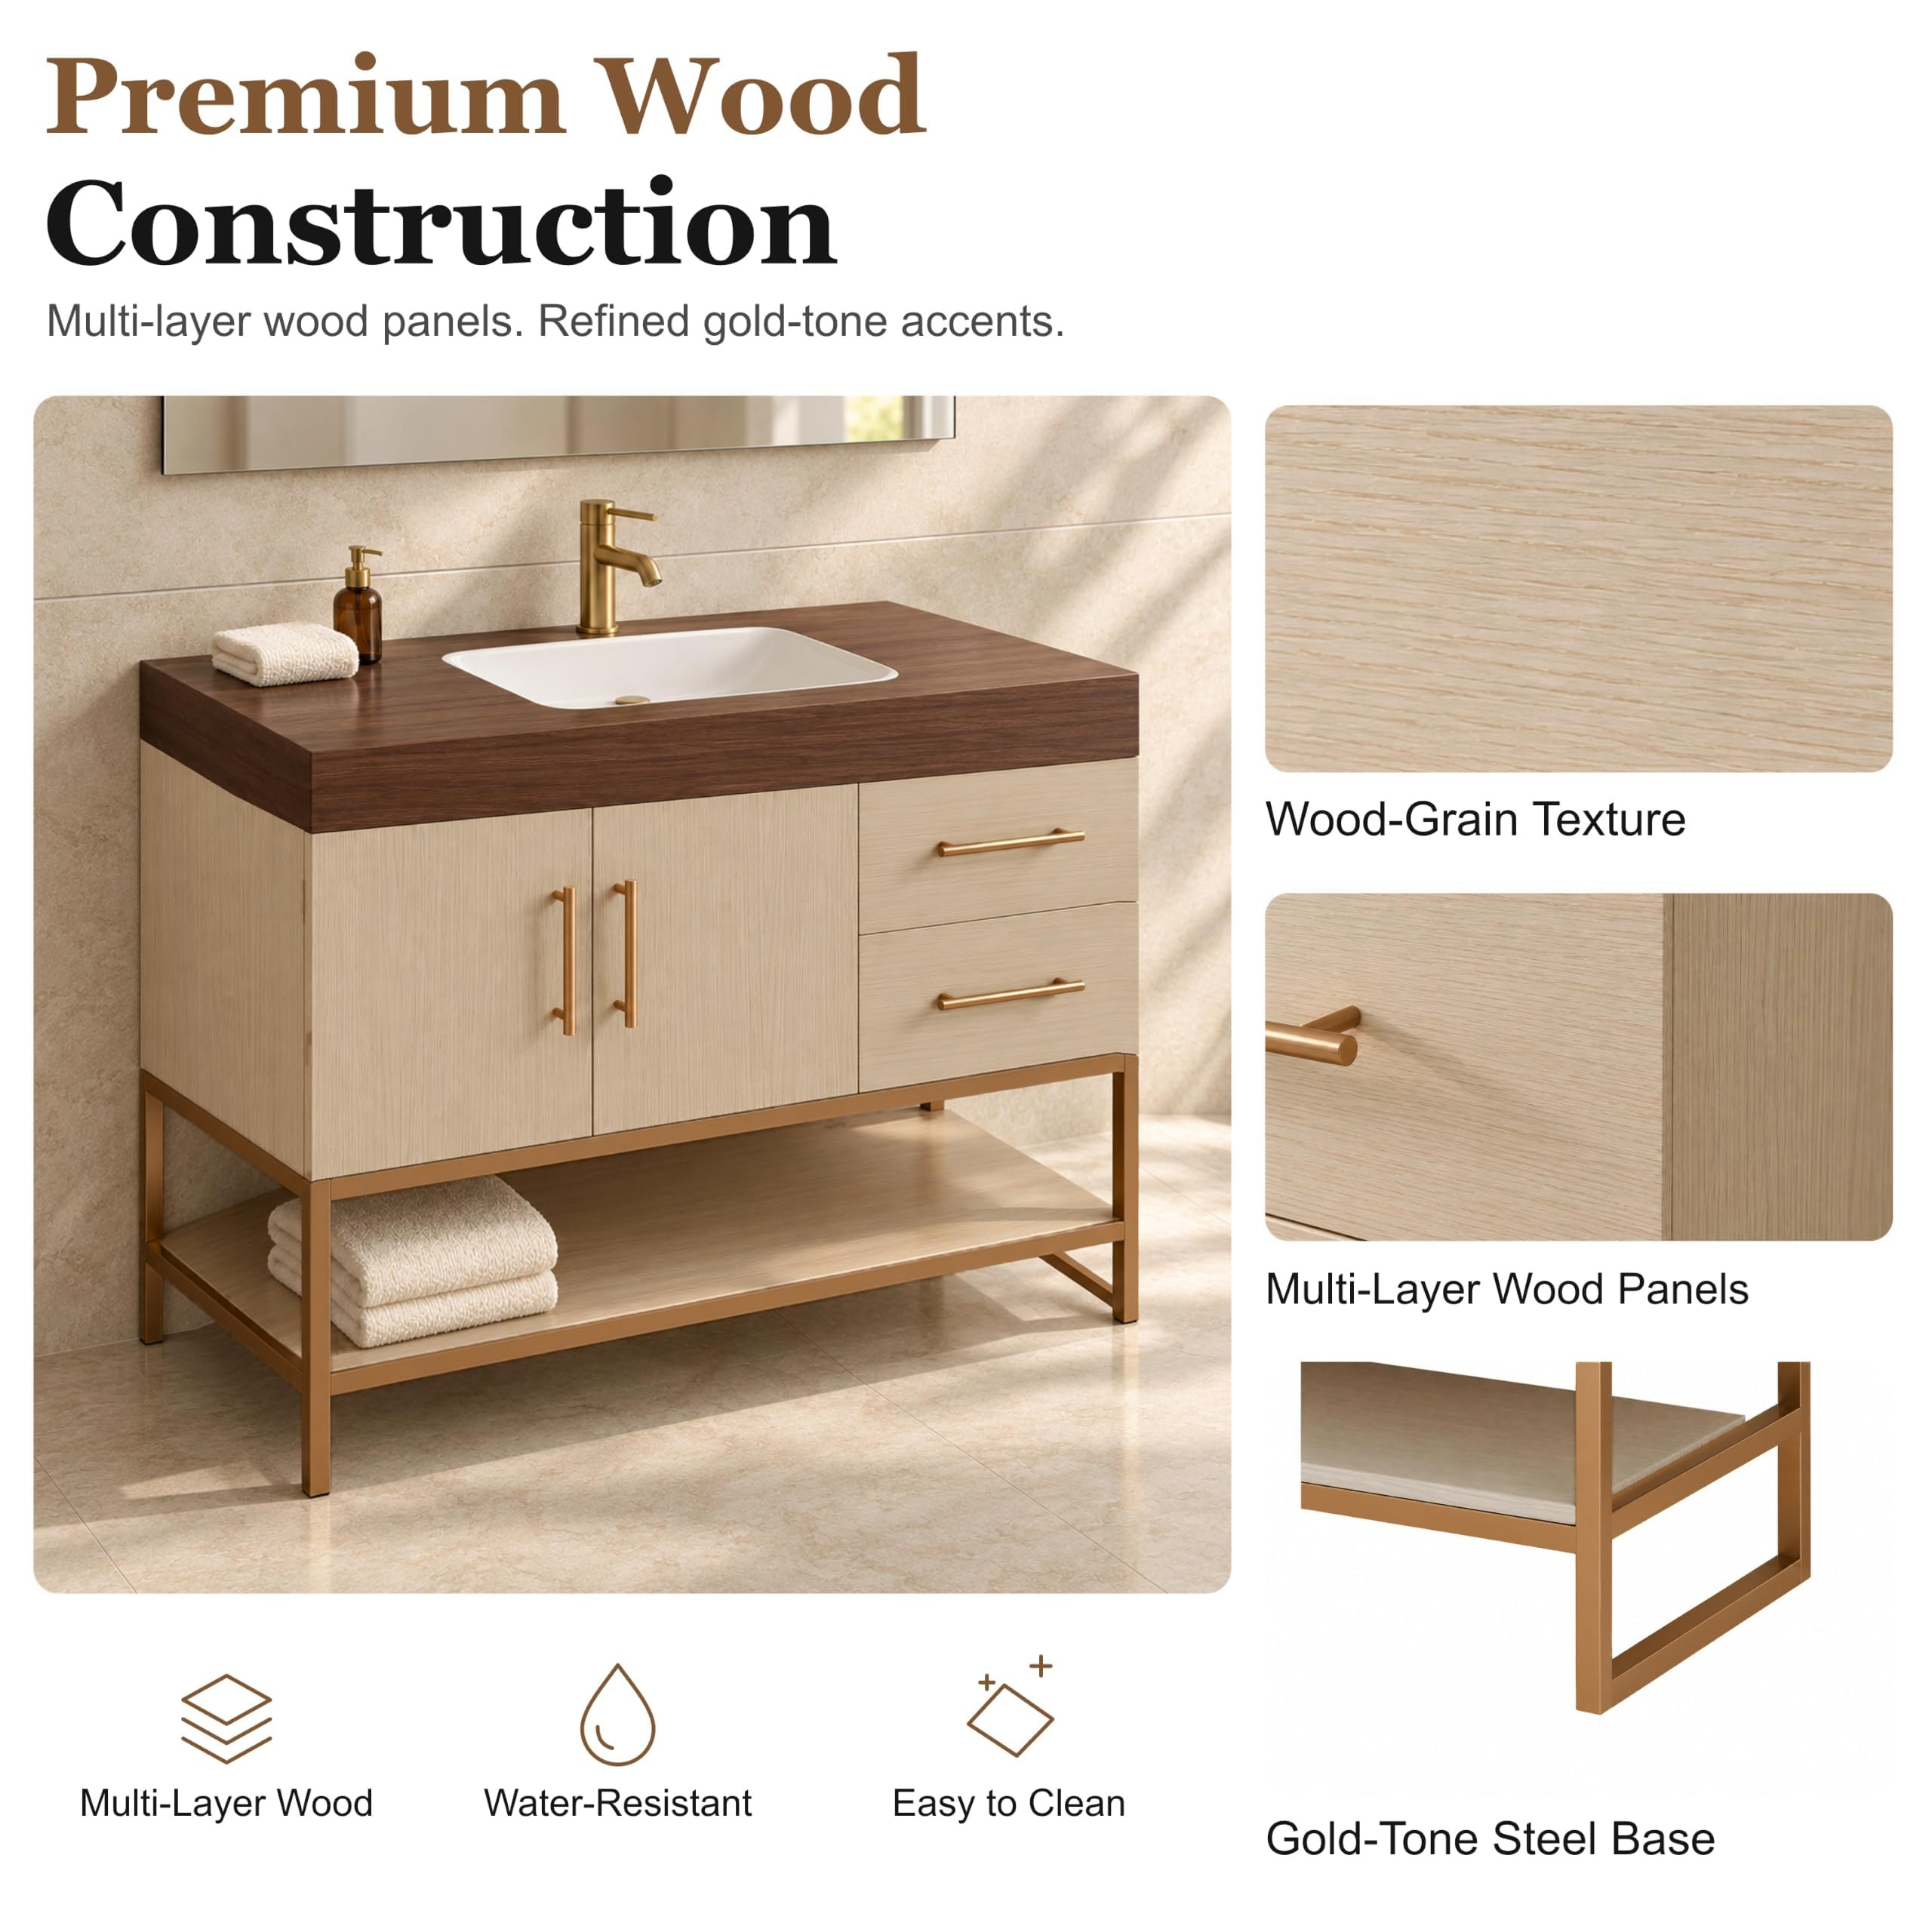 Premium Wood
Construction
Multi-layer wood panels. Refined gold-tone accents.
Wood-Grain Texture
Multi-Layer Wood Panels
Gold-Tone Steel Base
Multi-Layer Wood
Water-Resistant
Easy to Clean